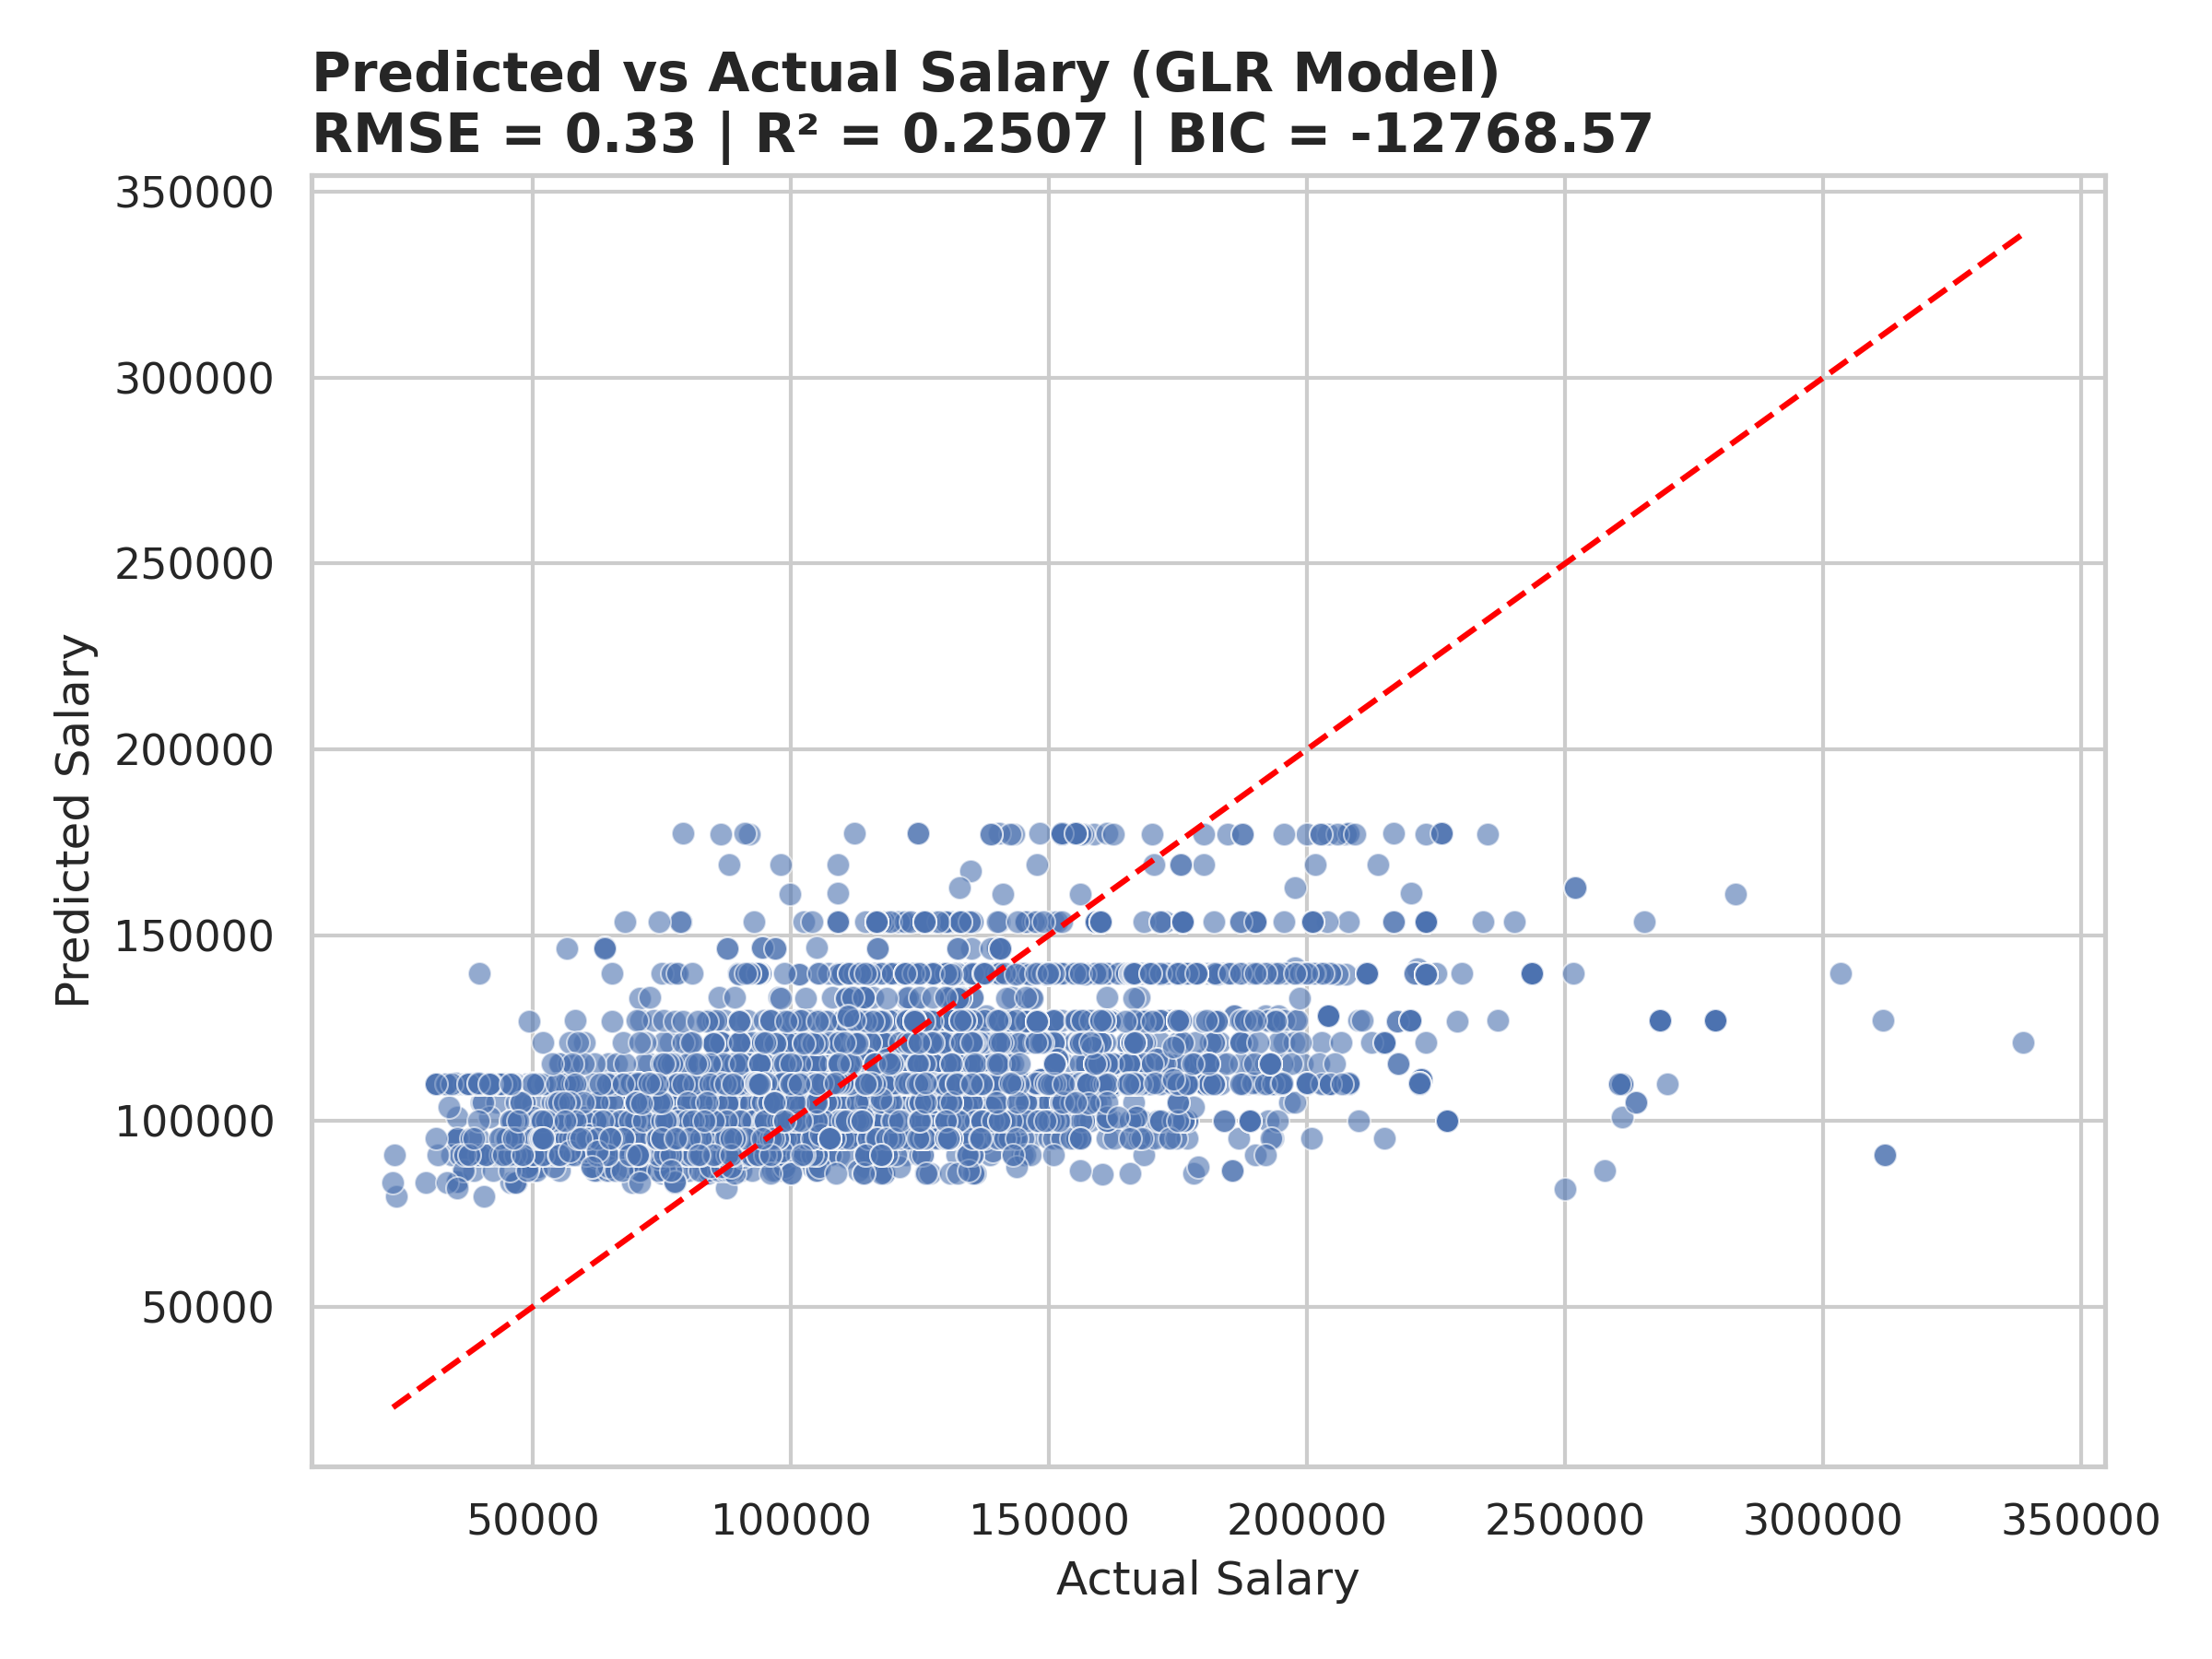 Predicted vs Actual Salary (GLR Model)
RMSE = 0.33 | R² = 0.2507 | BIC = -12768.57
350000
300000
250000
200000
150000
100000
50000
Predicted Salary
50000 100000 150000 200000 250000 300000 350000
Actual Salary